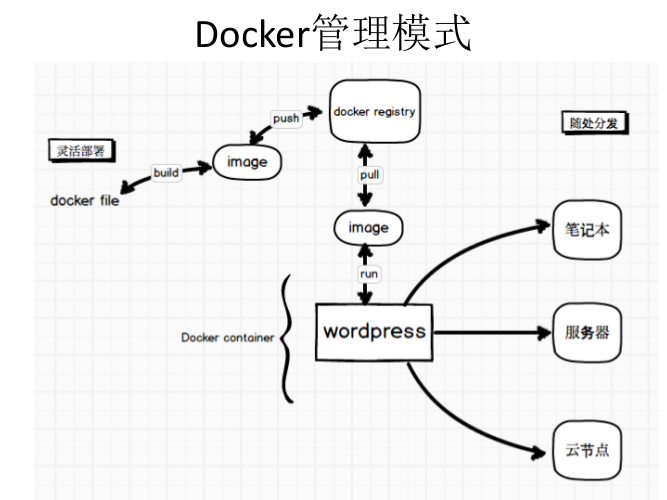 Docker管理模式
push
docker registry
随处分发
灵活部署
image
build
pull
docker file
image
笔记本
run
Docker container
wordpress
服务器
云节点